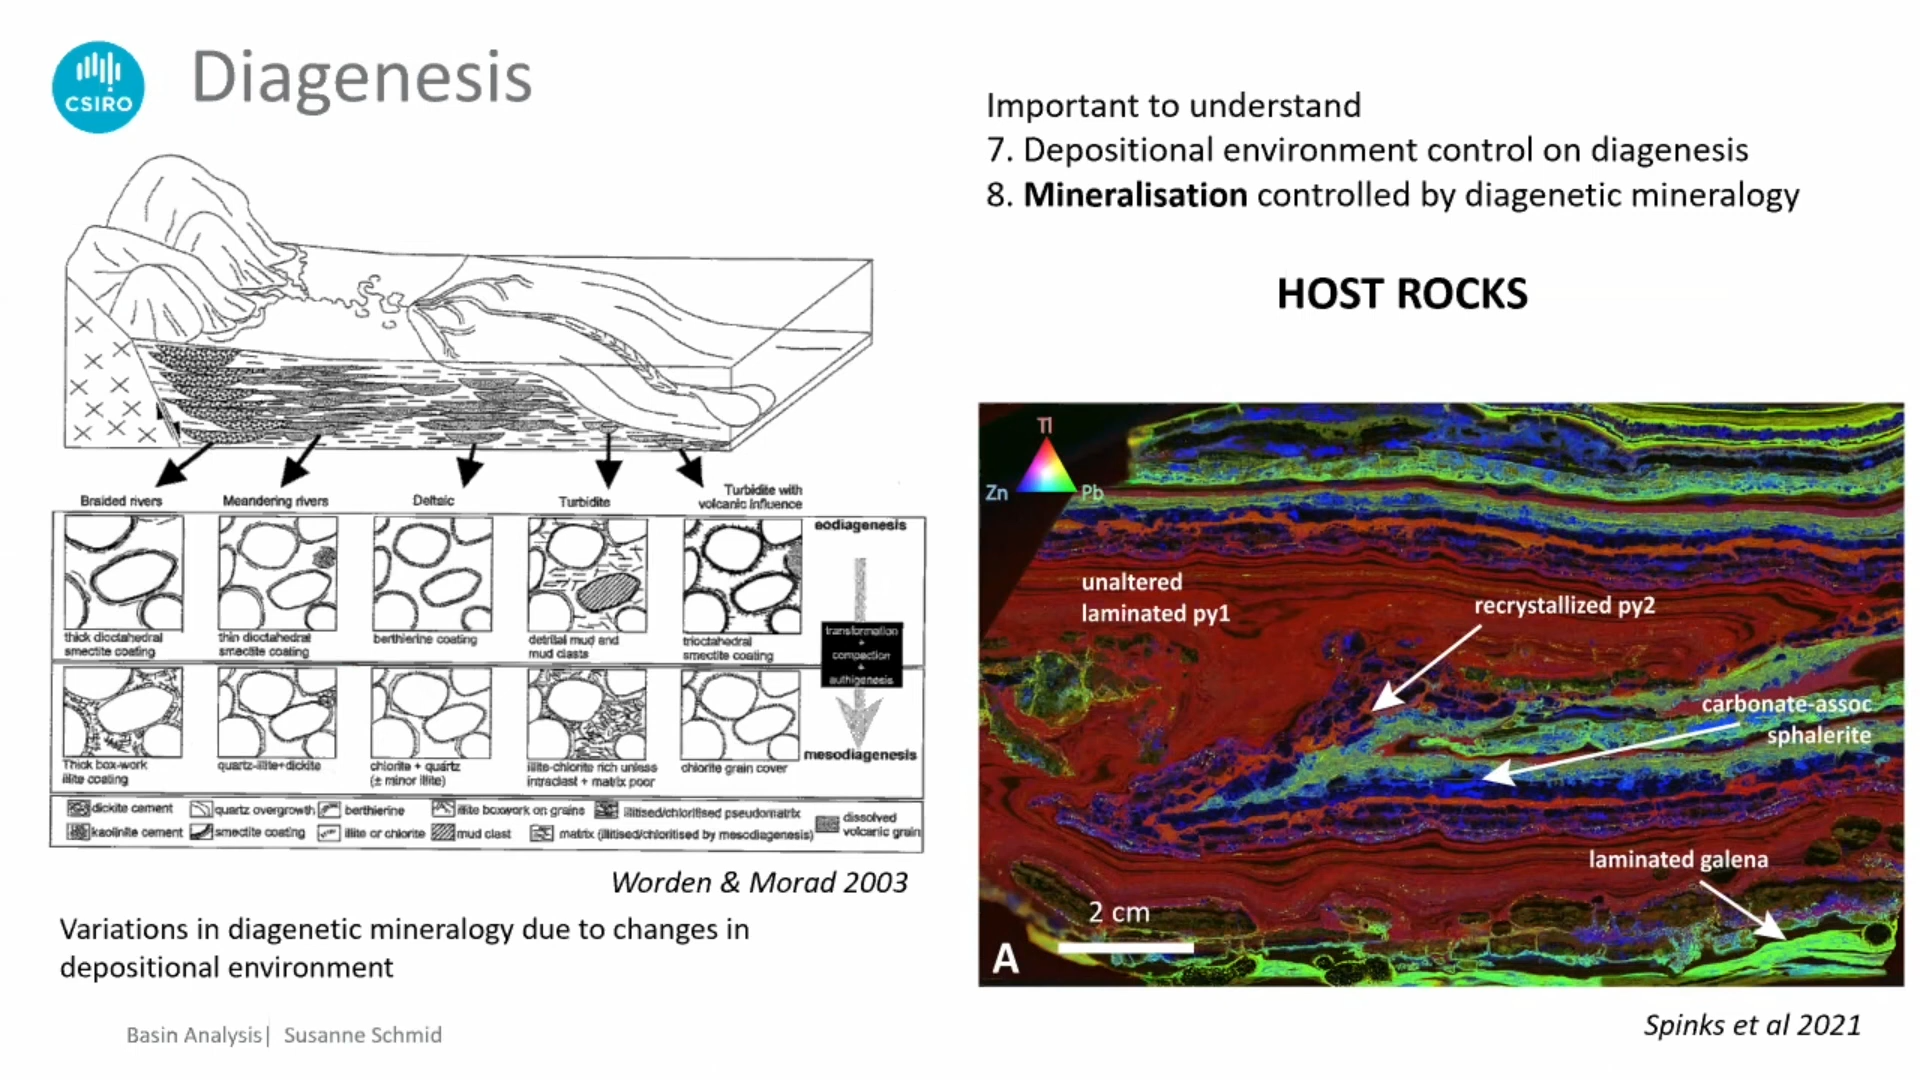 CSIRO
Diagenesis
Important to understand
7. Depositional environment control on diagenesis
8. Mineralisation controlled by diagenetic mineralogy
HOST ROCKS
Braided rivers
Meandering rivers
Deltaic
Turbidite
Turbidite with
volcanic influence
eodiagenesis
thick dioctahedral
smectite coating
thin dioctahedral
smectite coating
berthierine coating
detrital mud and
mud clasts
trioctahedral
smectite coating
transformation
+
compaction
+
authigenesis
mesodiagenesis
Thick box-work
illite coating
quartz-illite+dickite
chlorite + quartz
(± minor illite)
illite-chlorite rich unless
intraclast + matrix poor
chlorite grain cover
dickite cement
quartz overgrowth
berthierine
illite boxwork on grains
illitised/chloritised pseudomatrix
dissolved
volcanic grain
kaolinite cement
smectite coating
illite or chlorite
mud clast
matrix (illitised/chloritised by mesodiagenesis)
Worden & Morad 2003
Variations in diagenetic mineralogy due to changes in
depositional environment
Tl
Zn
Pb
unaltered
laminated py1
recrystallized py2
carbonate-assoc
sphalerite
laminated galena
2 cm
A
Spinks et al 2021
Basin Analysis| Susanne Schmid